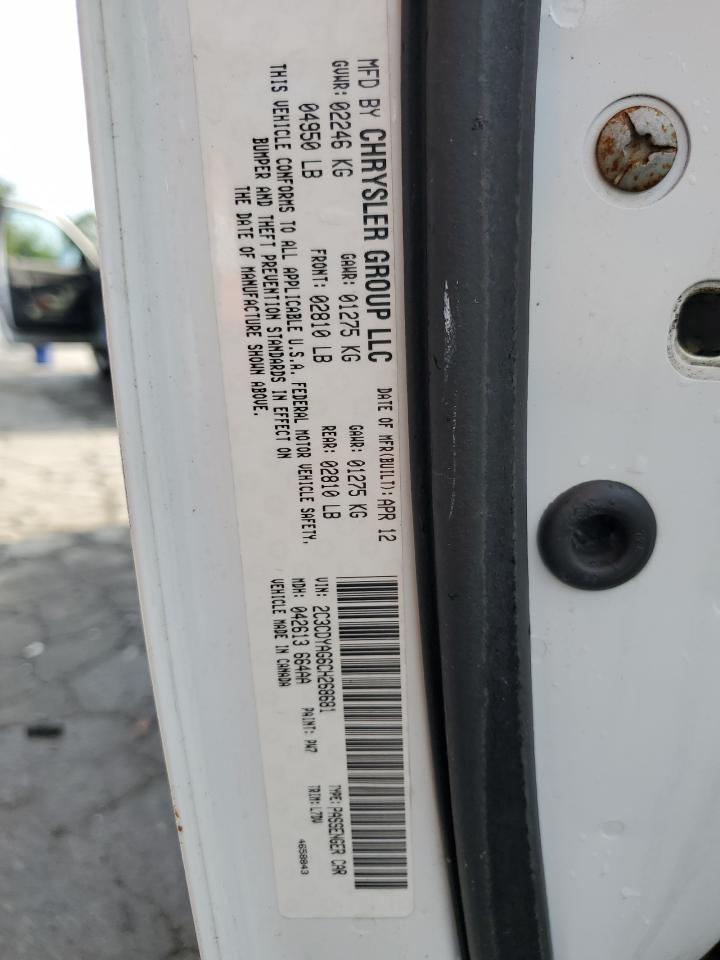 MFD BY CHRYSLER GROUP LLC DATE OF MFR(BUILT): APR 12
GVWR: 02246 KG GAWR: 01275 KG GAWR: 01275 KG
04950 LB FRONT: 02810 LB REAR: 02810 LB
THIS VEHICLE CONFORMS TO ALL APPLICABLE U.S.A. FEDERAL MOTOR VEHICLE SAFETY,
BUMPER AND THEFT PREVENTION STANDARDS IN EFFECT ON
THE DATE OF MANUFACTURE SHOWN ABOVE.
VIN: 2C3CDYAG6CH268681 TYPE: PASSENGER CAR
MDH: 042613 664AA PAINT: PW7 TRIM: L7DV
VEHICLE MADE IN CANADA 4658843